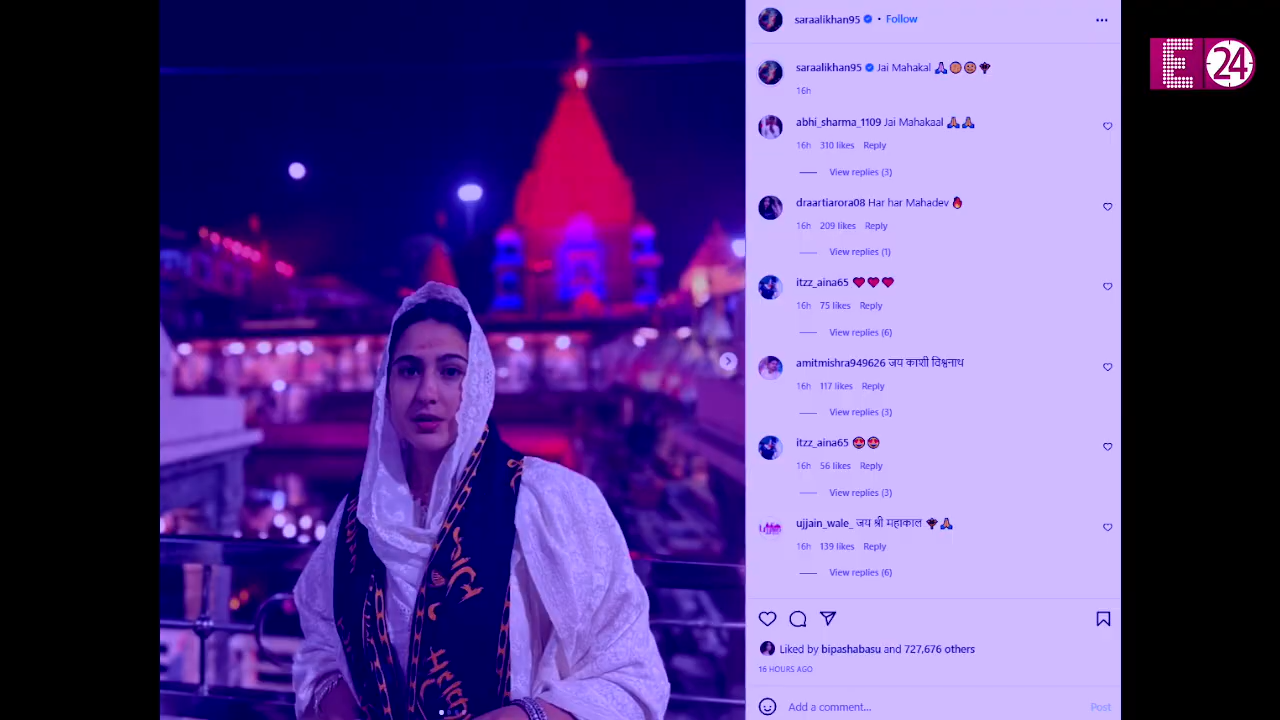 saraalikhan95 • Follow
E 24
saraalikhan95 Jai Mahakal
16h
abhi_sharma_1109 Jai Mahakaal
16h 310 likes Reply
View replies (3)
draartiarora08 Har har Mahadev
16h 209 likes Reply
View replies (1)
itzz_aina65
16h 75 likes Reply
View replies (6)
amitmishra949626 जय काशी विश्वनाथ
16h 117 likes Reply
View replies (3)
itzz_aina65
16h 56 likes Reply
View replies (3)
ujjain_wale_ जय श्री महाकाल
16h 139 likes Reply
View replies (6)
Liked by bipashabasu and 727,676 others
16 HOURS AGO
Add a comment... Post